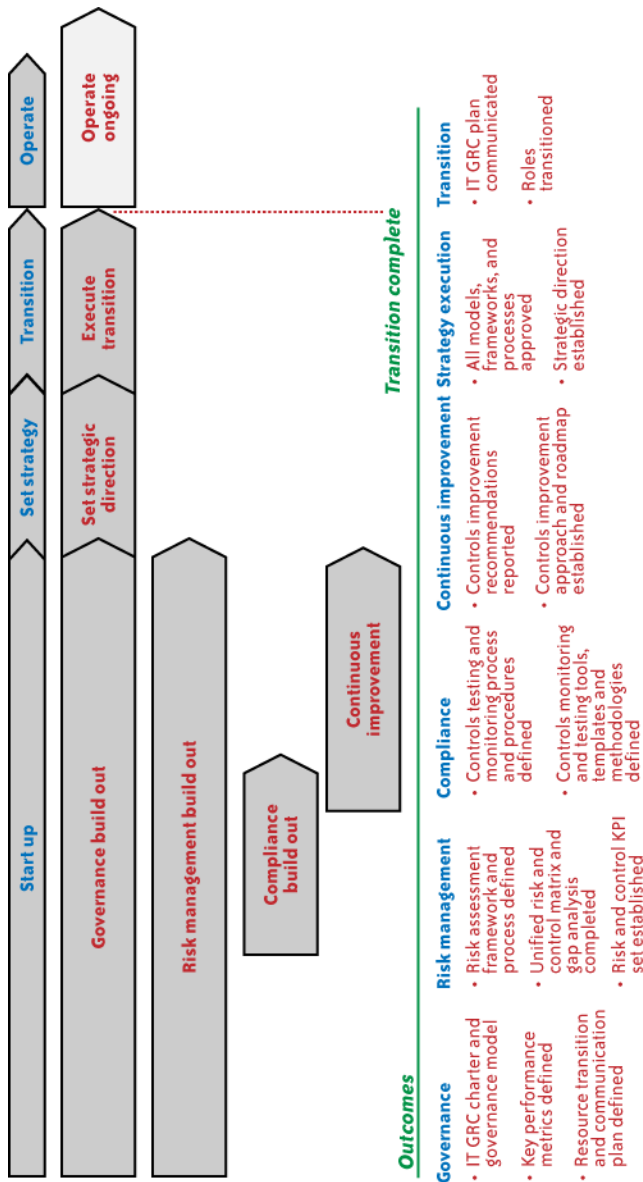 Start up
Set strategy
Transition
Operate
Governance build out
Set strategic
direction
Execute
transition
Operate
ongoing
Risk management build out
Compliance
build out
Continuous
improvement
Outcomes
Transition complete
Governance
• IT GRC charter and
governance model
• Key performance
metrics defined
• Resource transition
and communication
plan defined
Risk management
• Risk assessment
framework and
process defined
• Unified risk and
control matrix and
gap analysis
completed
• Risk and control KPI
set established
Compliance
• Controls testing and
monitoring process
and procedures
defined
• Controls monitoring
and testing tools,
templates and
methodologies
defined
Continuous improvement
• Controls improvement
recommendations
reported
• Controls improvement
approach and roadmap
established
Strategy execution
• All models,
frameworks, and
processes
approved
• Strategic direction
established
Transition
• IT GRC plan
communicated
• Roles
transitioned